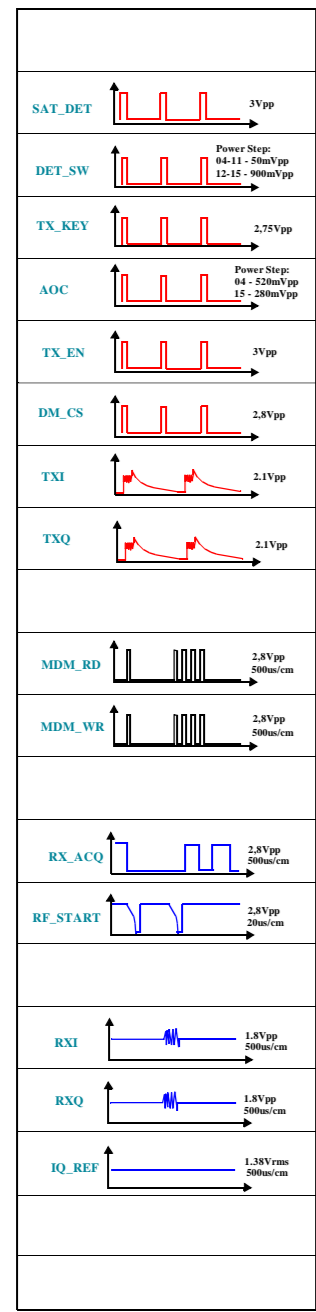 SAT_DET
3Vpp
DET_SW
Power Step:
04-11 - 50mVpp
12-15 - 900mVpp
TX_KEY
2,75Vpp
AOC
Power Step:
04 - 520mVpp
15 - 280mVpp
TX_EN
3Vpp
DM_CS
2,8Vpp
TXI
2.1Vpp
TXQ
2.1Vpp
MDM_RD
2,8Vpp
500us/cm
MDM_WR
2,8Vpp
500us/cm
RX_ACQ
2,8Vpp
500us/cm
RF_START
2,8Vpp
20us/cm
RXI
1.8Vpp
500us/cm
RXQ
1.8Vpp
500us/cm
IQ_REF
1.38Vrms
500us/cm